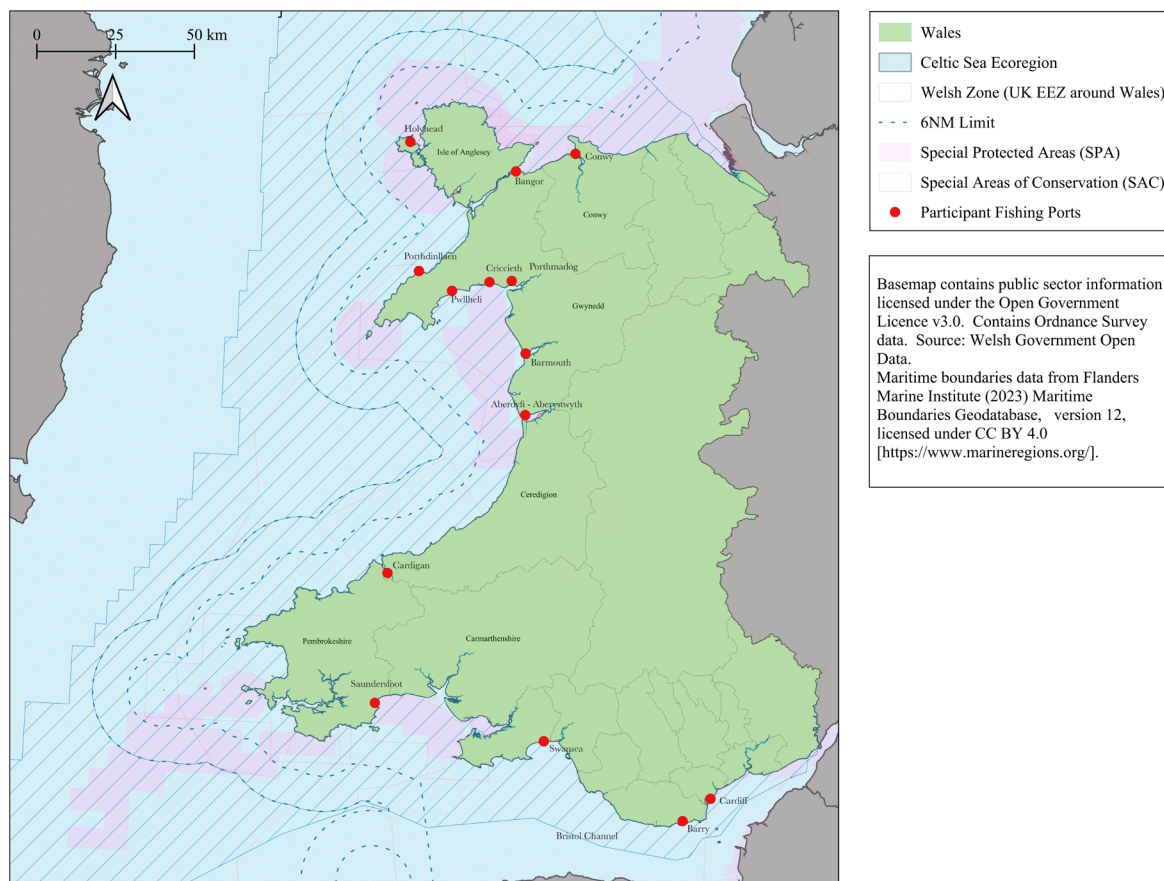 0 25 50 km
Holyhead
Isle of Anglesey
Conwy
Bangor
Conwy
Porthdinllaen
Criccieth
Porthmadog
Pwllheli
Gwynedd
Barmouth
Aberdyfi - Aberystwyth
Ceredigion
Cardigan
Pembrokeshire
Carmarthenshire
Saundersfoot
Swansea
Cardiff
Barry
Bristol Channel
Wales
Celtic Sea Ecoregion
Welsh Zone (UK EEZ around Wales)
6NM Limit
Special Protected Areas (SPA)
Special Areas of Conservation (SAC)
Participant Fishing Ports
Basemap contains public sector information
licensed under the Open Government
Licence v3.0. Contains Ordnance Survey
data. Source: Welsh Government Open
Data.
Maritime boundaries data from Flanders
Marine Institute (2023) Maritime
Boundaries Geodatabase, version 12,
licensed under CC BY 4.0
[https://www.marineregions.org/].